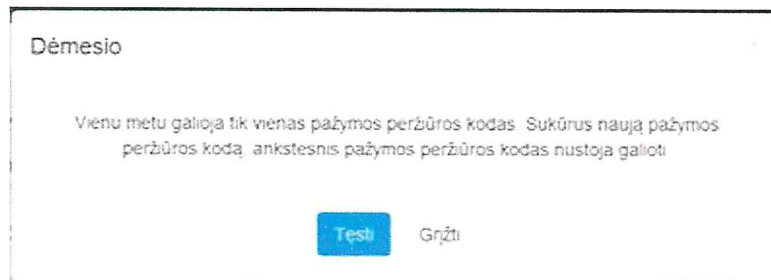 Dėmesio
Vienu metu galioja tik vienas pažymos peržiūros kodas. Sukūrus naują pažymos
peržiūros kodą, ankstesnis pažymos peržiūros kodas nustoja galioti.
Tęsti
Grįžti